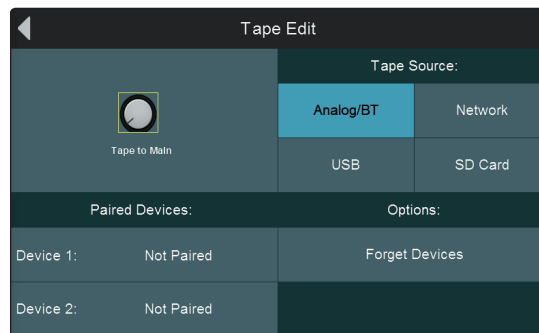 Tape Edit
Tape Source:
Analog/BT
Network
Tape to Main
USB
SD Card
Paired Devices:
Options:
Device 1:
Not Paired
Forget Devices
Device 2:
Not Paired